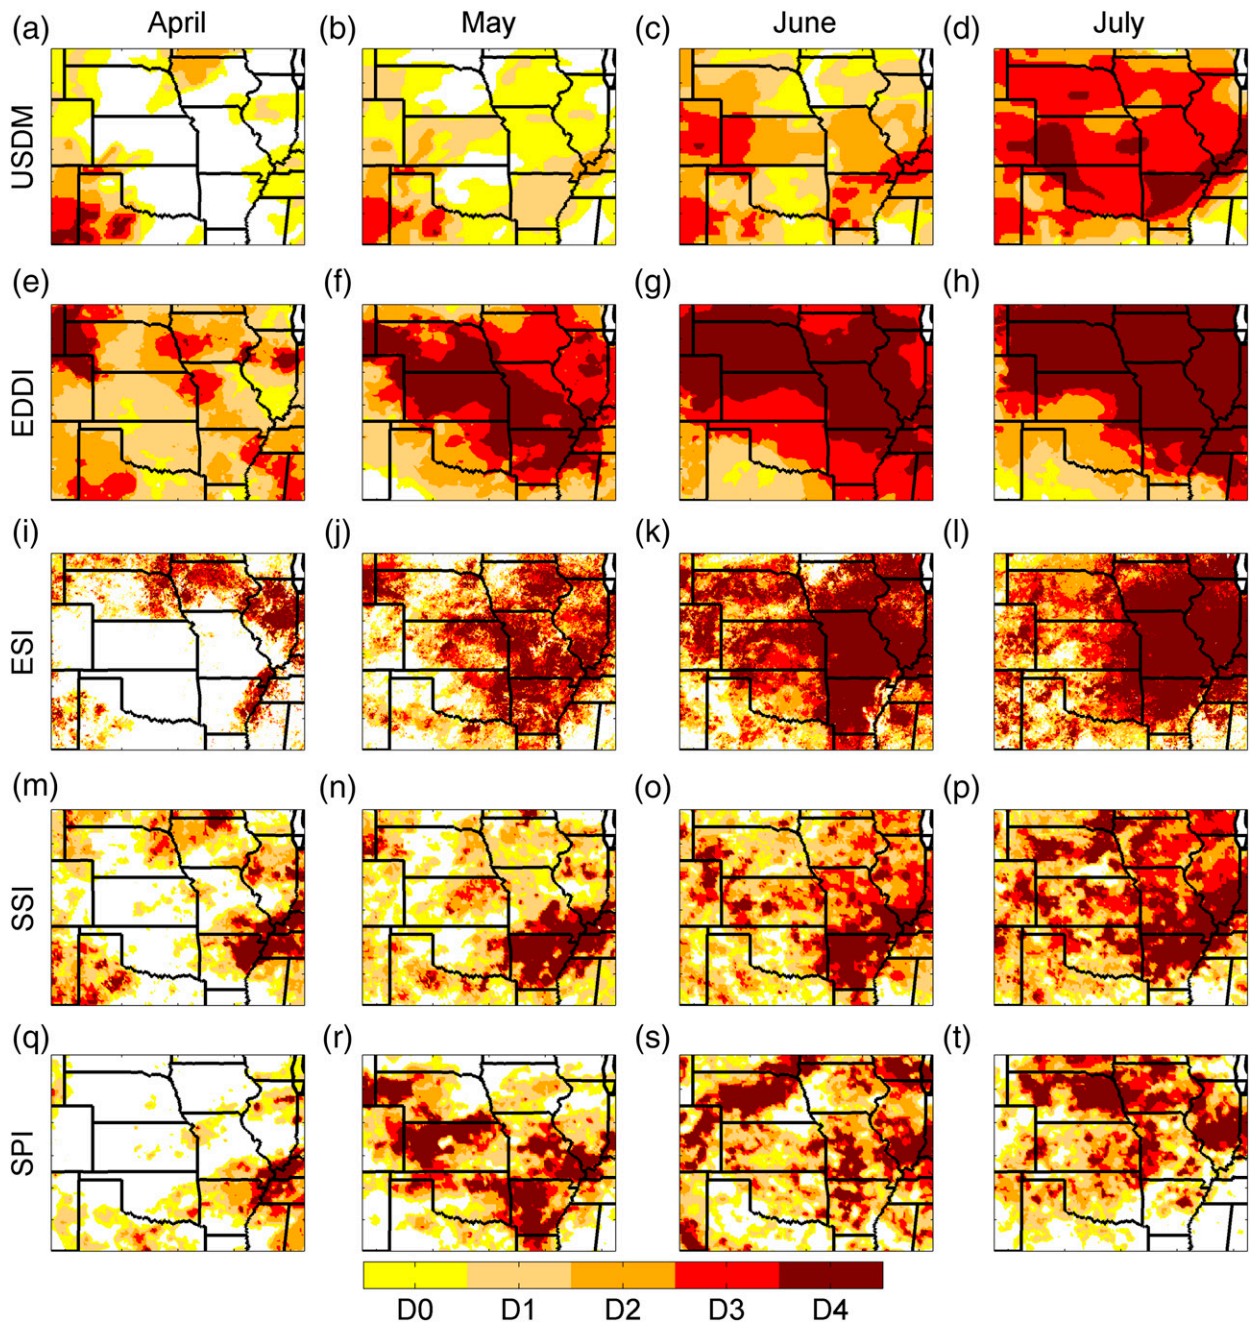 April May June July
(a) (b) (c) (d)
USDM
(e) (f) (g) (h)
EDDI
(i) (j) (k) (l)
ESI
(m) (n) (o) (p)
SSI
(q) (r) (s) (t)
SPI
D0 D1 D2 D3 D4